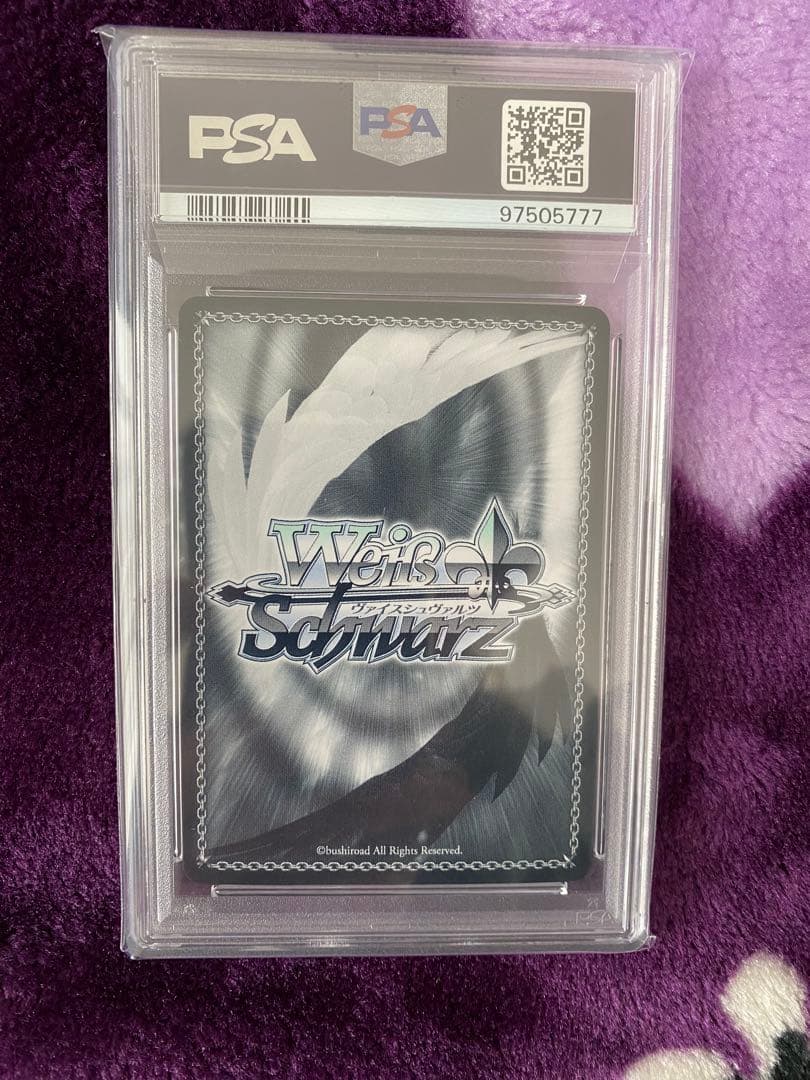 PSA
PSA
97505777
Weiß
ヴァイスシュヴァルツ
Schwarz
©bushiroad All Rights Reserved.
PSA